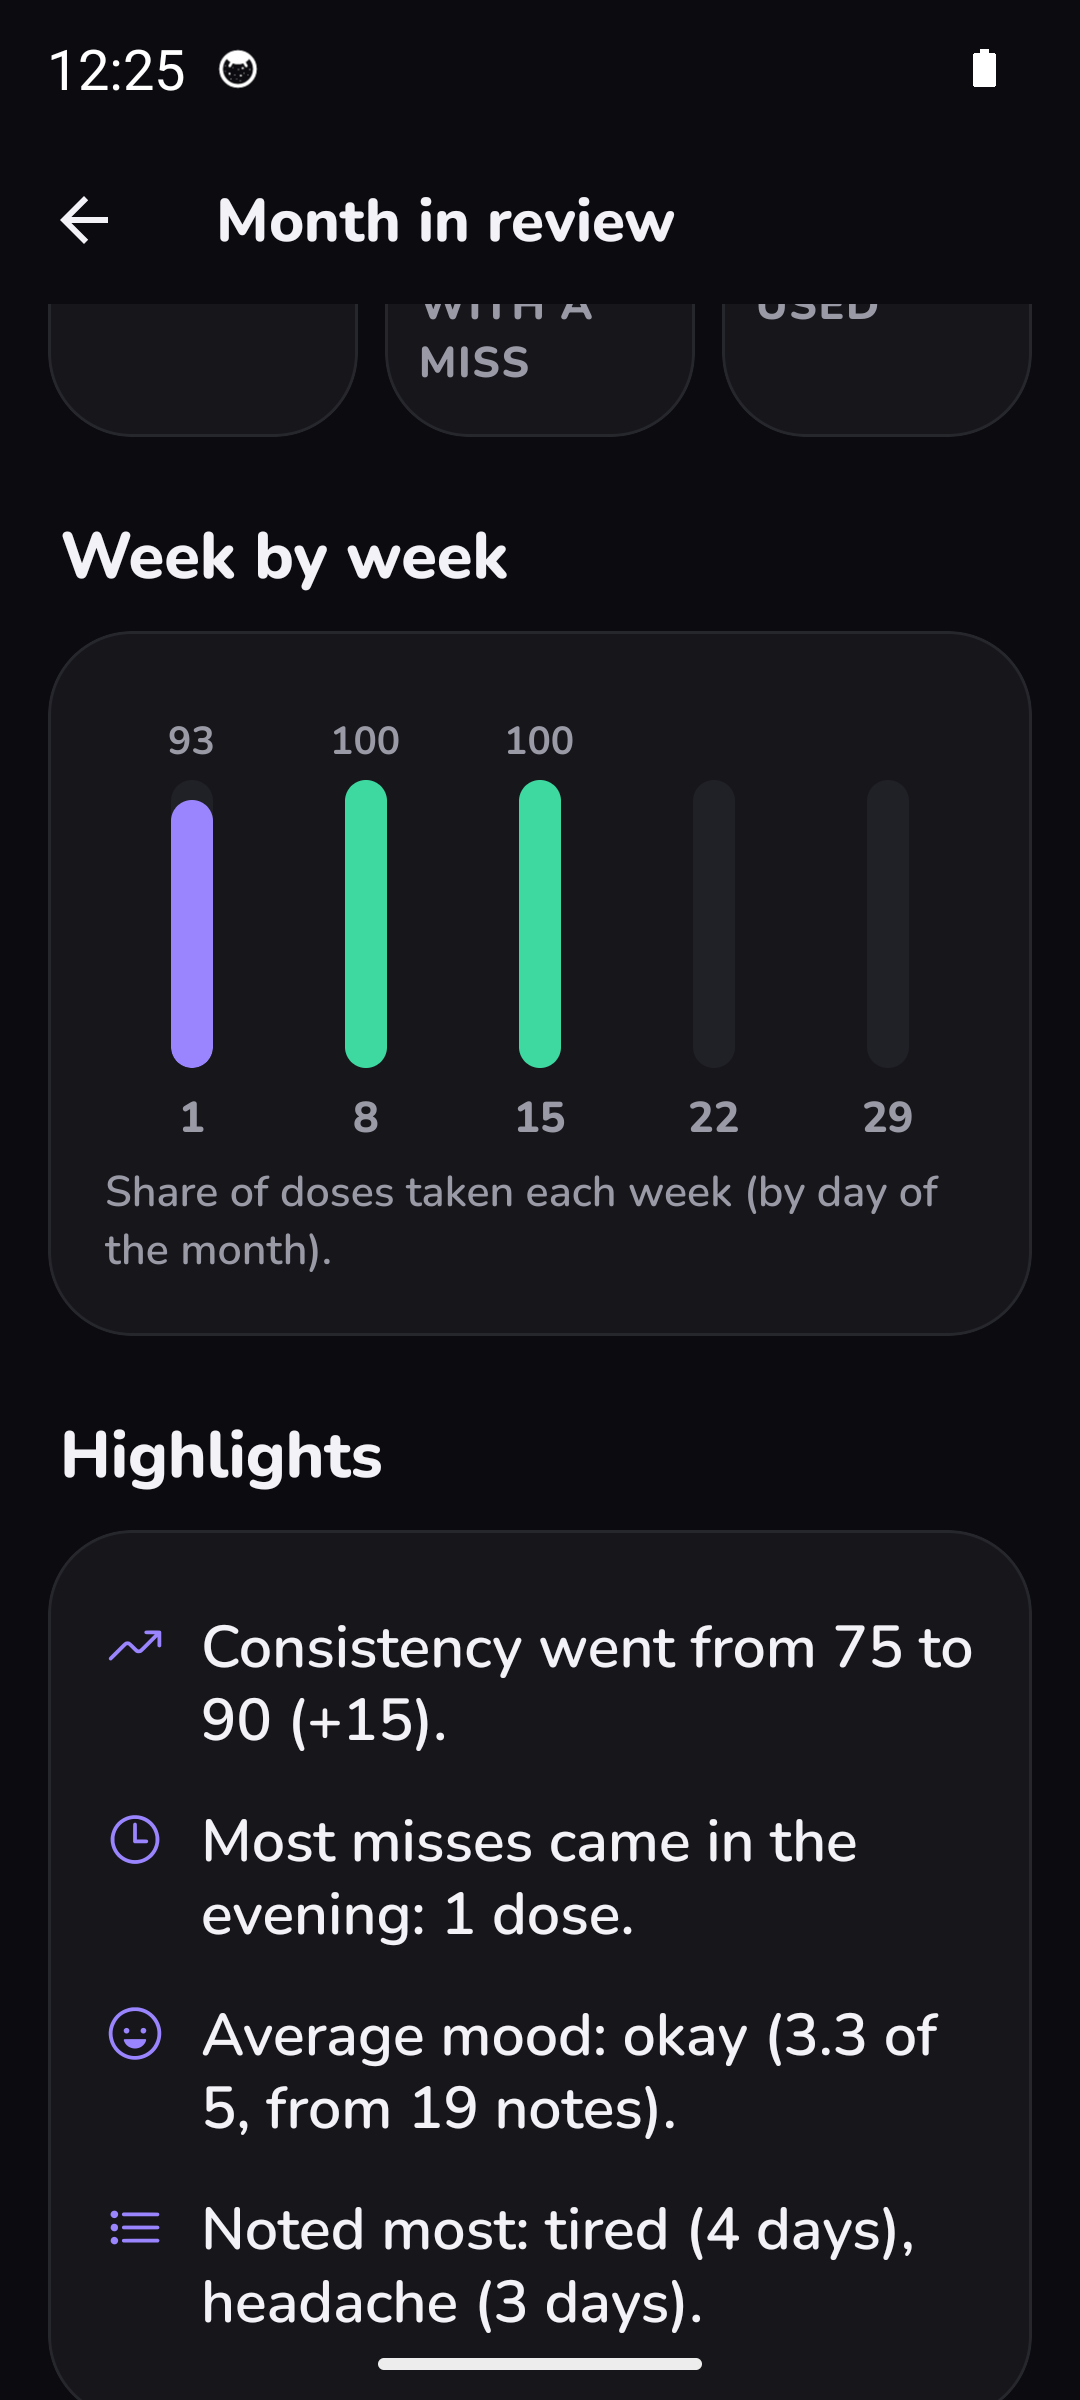 12:25
Month in review
WITH A
MISS
USED
Week by week
93 100 100
1 8 15 22 29
Share of doses taken each week (by day of
the month).
Highlights
Consistency went from 75 to
90 (+15).
Most misses came in the
evening: 1 dose.
Average mood: okay (3.3 of
5, from 19 notes).
Noted most: tired (4 days),
headache (3 days).